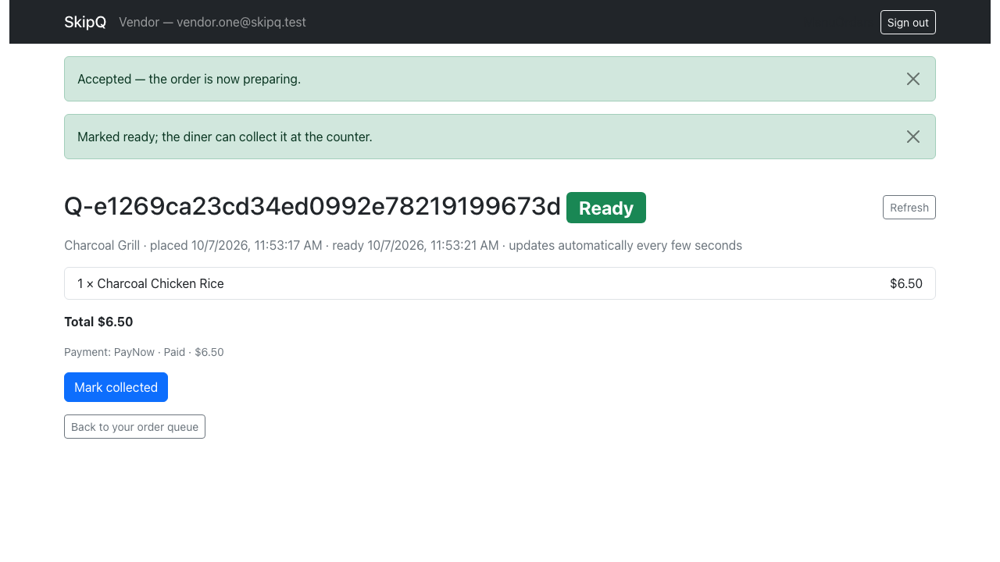 SkipQ Vendor — vendor.one@skipq.test Sign out
Accepted — the order is now preparing.
Marked ready; the diner can collect it at the counter.
Q-e1269ca23cd34ed0992e78219199673d Ready Refresh
Charcoal Grill · placed 10/7/2026, 11:53:17 AM · ready 10/7/2026, 11:53:21 AM · updates automatically every few seconds
1 × Charcoal Chicken Rice $6.50
Total $6.50
Payment: PayNow · Paid · $6.50
Mark collected
Back to your order queue